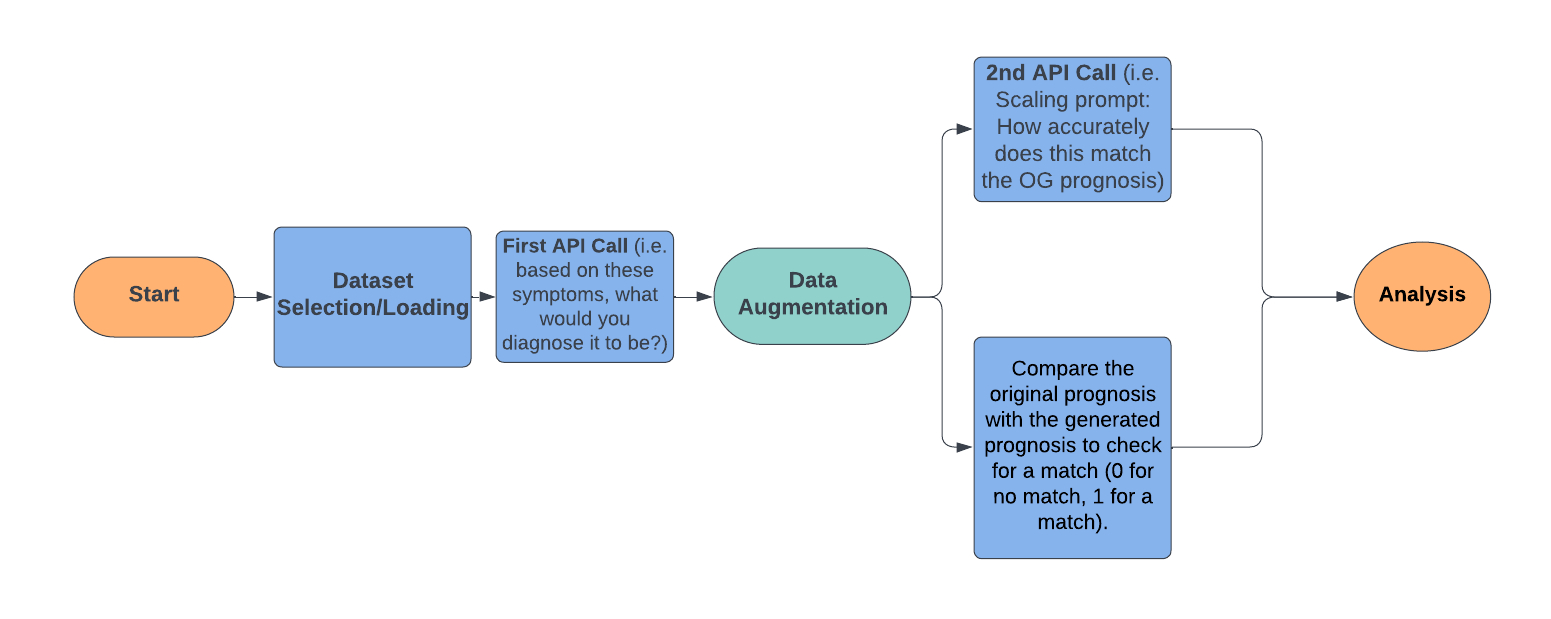 Start
Dataset
Selection/Loading
First API Call (i.e.
based on these
symptoms, what
would you
diagnose it to be?)
Data
Augmentation
2nd API Call (i.e.
Scaling prompt:
How accurately
does this match
the OG prognosis)
Compare the
original prognosis
with the generated
prognosis to check
for a match (0 for
no match, 1 for a
match).
Analysis